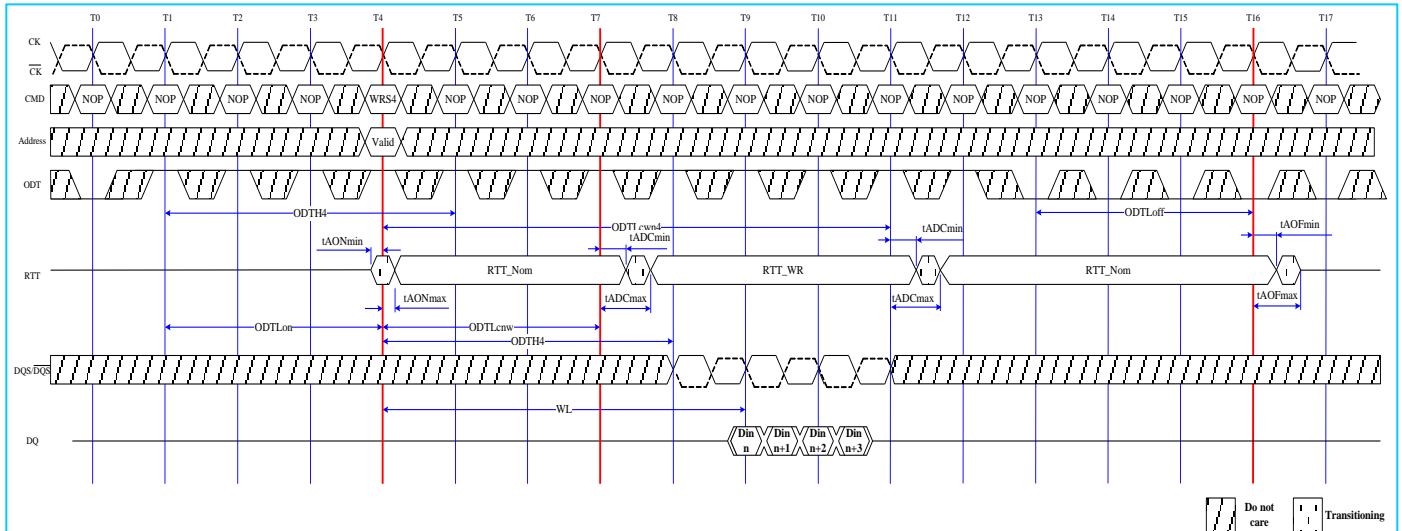 T0 T1 T2 T3 T4 T5 T6 T7 T8 T9 T10 T11 T12 T13 T14 T15 T16 T17
CK
CK
CMD NOP NOP NOP NOP WRS4 NOP NOP NOP NOP NOP NOP NOP NOP NOP NOP NOP NOP NOP
Address Valid
ODT
ODTH4 ODTLoff
ODTLcwn4
tAONmin tADCmin tADCmin tAOFmin
RTT RTT_Nom RTT_WR RTT_Nom
tAONmax tADCmax tADCmax tAOFmax
ODTLon ODTLcnw
ODTH4
DQS/DQS
WL
DQ Din n Din n+1 Din n+2 Din n+3
Do not care Transitioning